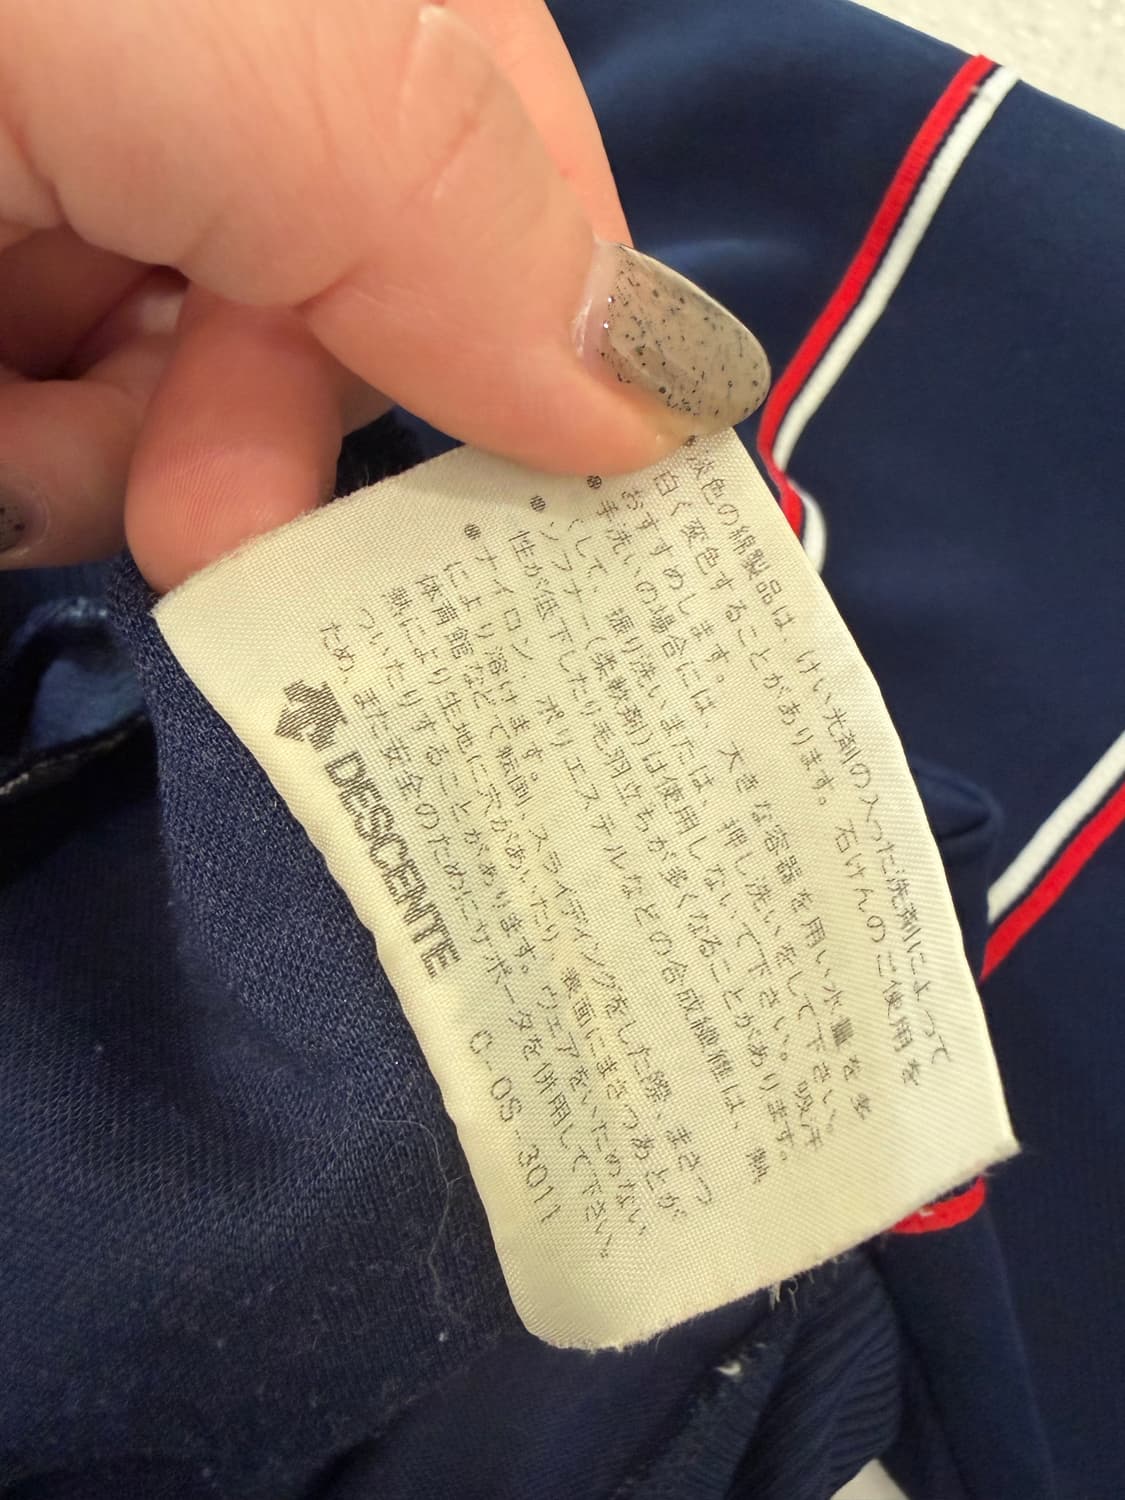 淡色の綿製品は、けい光剤の入った洗剤によって
白く変色することがあります。石けんのご使用を
おすすめします。
手洗いの場合には、大きな容器を用い水量を多
くして、振り洗いまたは、押し洗いをして下さい。
ソフナー(柔軟剤)は使用しないで下さい。吸汗
性が低下したり毛羽立ちが多くなることがあります。
ナイロン、ポリエステルなどの合成繊維は、熱
により溶けます。
体育館などで転倒、スライディングをした際、まさつ
熱により生地に穴があいたり、表面にまさつあとが
ついたりすることがあります。ウェアをいためない
ため、また安全のためにサポータを併用して下さい。
DESCENTE C-OS-3011